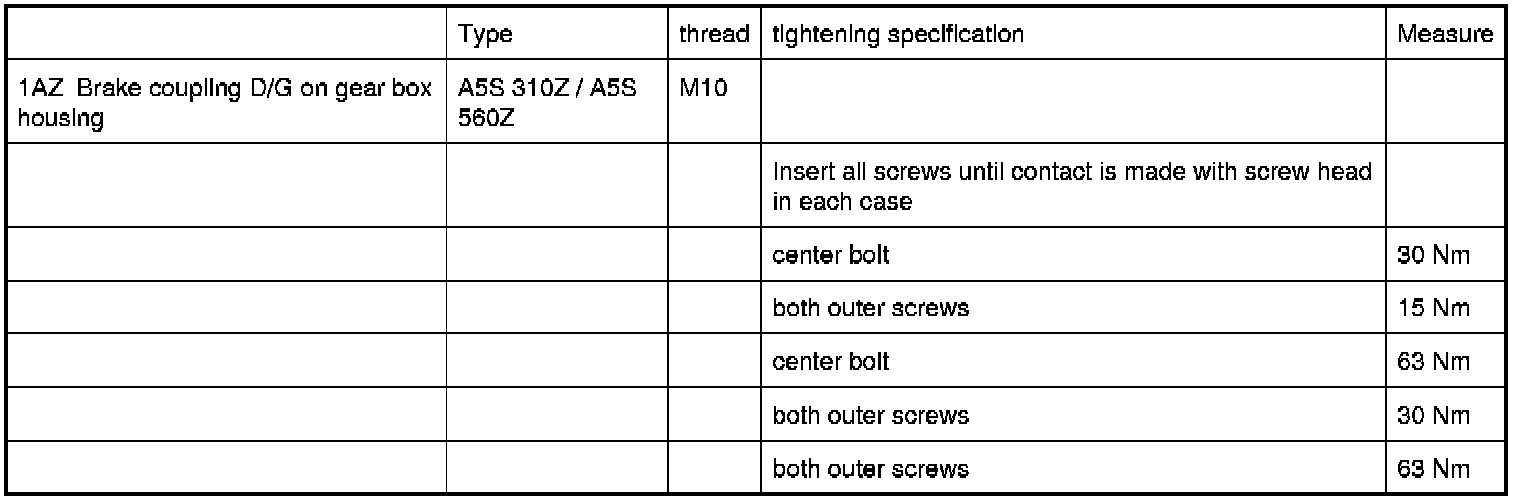 Type thread tightening specification Measure
1AZ Brake coupling D/G on gear box A5S 310Z / A5S M10
housing 560Z
Insert all screws until contact is made with screw head
in each case
center bolt 30 Nm
both outer screws 15 Nm
center bolt 63 Nm
both outer screws 30 Nm
both outer screws 63 Nm